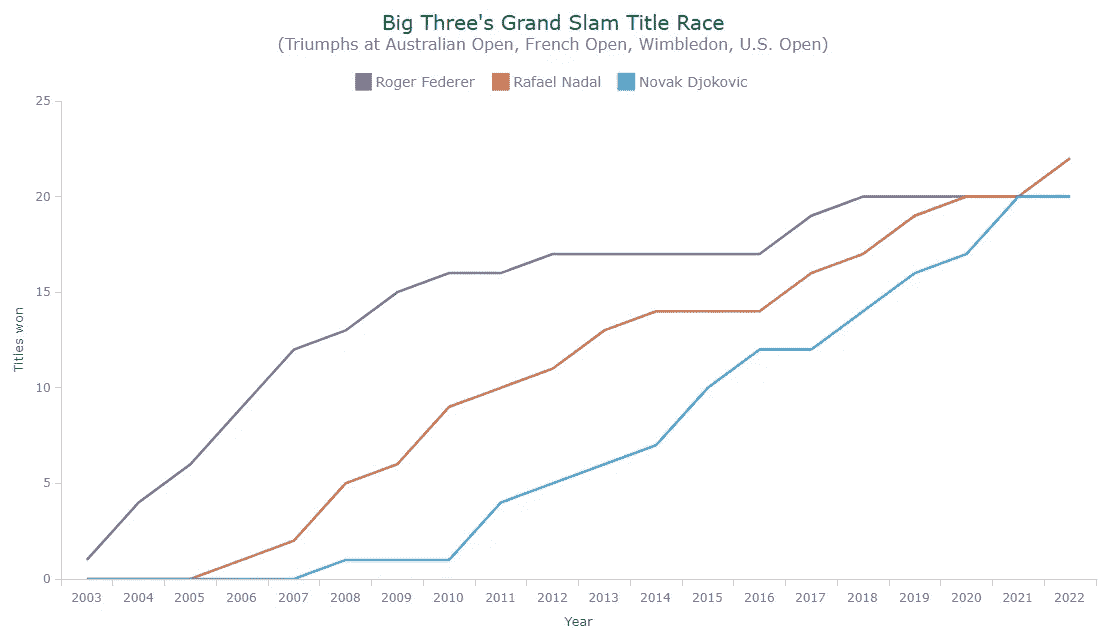 Big Three's Grand Slam Title Race
(Triumphs at Australian Open, French Open, Wimbledon, U.S. Open)
Roger Federer Rafael Nadal Novak Djokovic
25
20
15
10
5
0
Titles won
2003 2004 2005 2006 2007 2008 2009 2010 2011 2012 2013 2014 2015 2016 2017 2018 2019 2020 2021 2022
Year